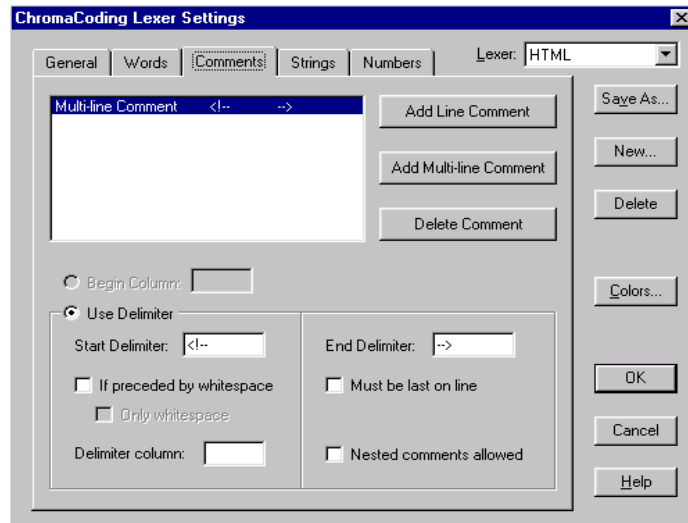 ChromaCoding Lexer Settings
General Words Comments Strings Numbers
Lexer: HTML
Multi-line Comment <!-- -->
Add Line Comment
Add Multi-line Comment
Delete Comment
Save As...
New...
Delete
Colors...
Begin Column:
Use Delimiter
Start Delimiter: <!--
End Delimiter: -->
If preceded by whitespace
Must be last on line
Only whitespace
Delimiter column:
Nested comments allowed
OK
Cancel
Help